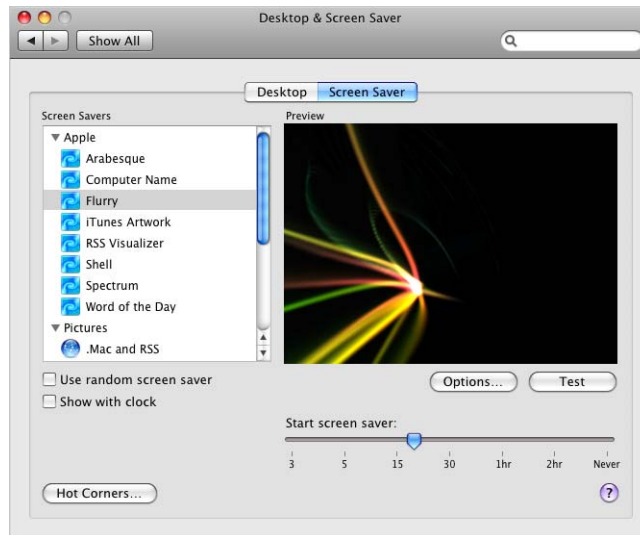 Desktop & Screen Saver
Show All
Desktop Screen Saver
Screen Savers
Preview
Apple
Arabesque
Computer Name
Flurry
iTunes Artwork
RSS Visualizer
Shell
Spectrum
Word of the Day
Pictures
.Mac and RSS
Use random screen saver
Show with clock
Options... Test
Start screen saver:
3 5 15 30 1hr 2hr Never
Hot Corners... ?